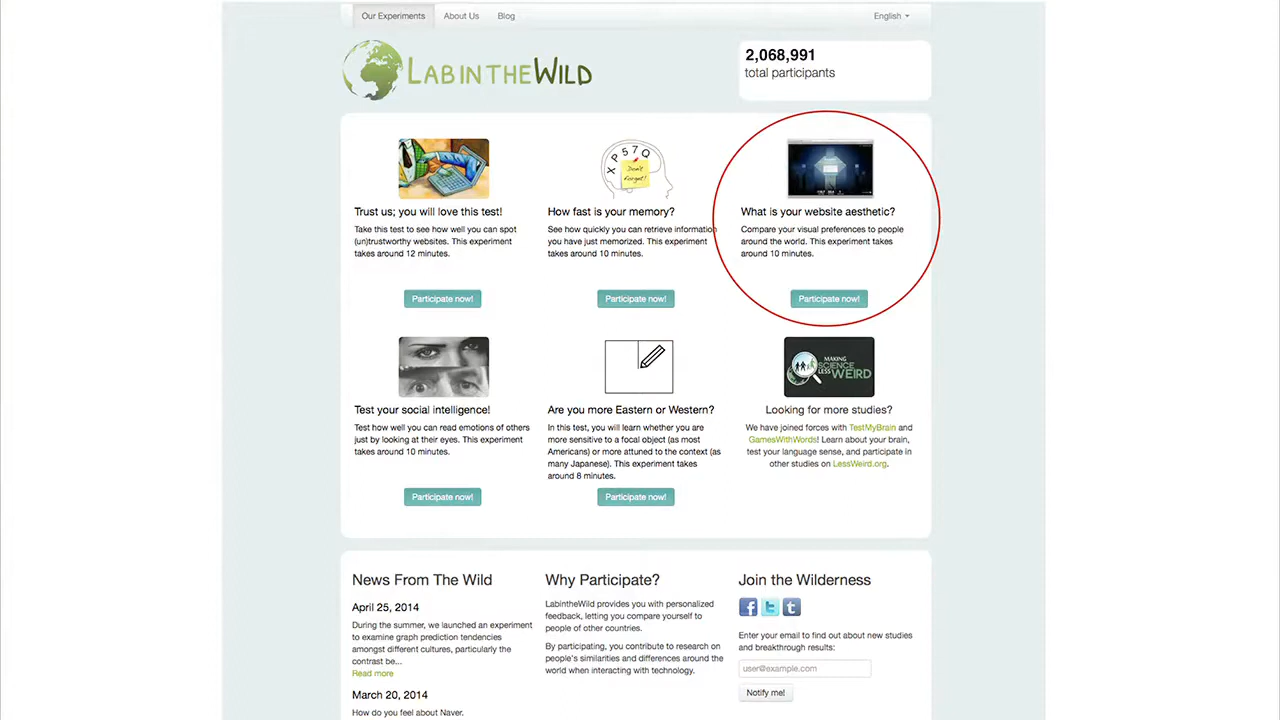 Our Experiments About Us Blog English
LABINTHEWILD
2,068,991
total participants
X P 5 7 Q
Don't
Forget!
Trust us; you will love this test!
Take this test to see how well you can spot
(un)trustworthy websites. This experiment
takes around 12 minutes.
Participate now!
How fast is your memory?
See how quickly you can retrieve information
you have just memorized. This experiment
takes around 10 minutes.
Participate now!
What is your website aesthetic?
Compare your visual preferences to people
around the world. This experiment takes
around 10 minutes.
Participate now!
Test your social intelligence!
Test how well you can read emotions of others
just by looking at their eyes. This experiment
takes around 10 minutes.
Participate now!
Are you more Eastern or Western?
In this test, you will learn whether you are
more sensitive to a focal object (as most
Americans) or more attuned to the context (as
many Japanese). This experiment takes
around 8 minutes.
Participate now!
MAKING
SCIENCE
LESS WEIRD
Looking for more studies?
We have joined forces with TestMyBrain and
GamesWithWords! Learn about your brain,
test your language sense, and participate in
other studies on LessWeird.org.
News From The Wild
April 25, 2014
During the summer, we launched an experiment
to examine graph prediction tendencies
amongst different cultures, particularly the
contrast be...
Read more
March 20, 2014
How do you feel about Naver.
Why Participate?
LabintheWild provides you with personalized
feedback, letting you compare yourself to
people of other countries.
By participating, you contribute to research on
people's similarities and differences around the
world when interacting with technology.
Join the Wilderness
f t t
Enter your email to find out about new studies
and breakthrough results:
user@example.com
Notify me!